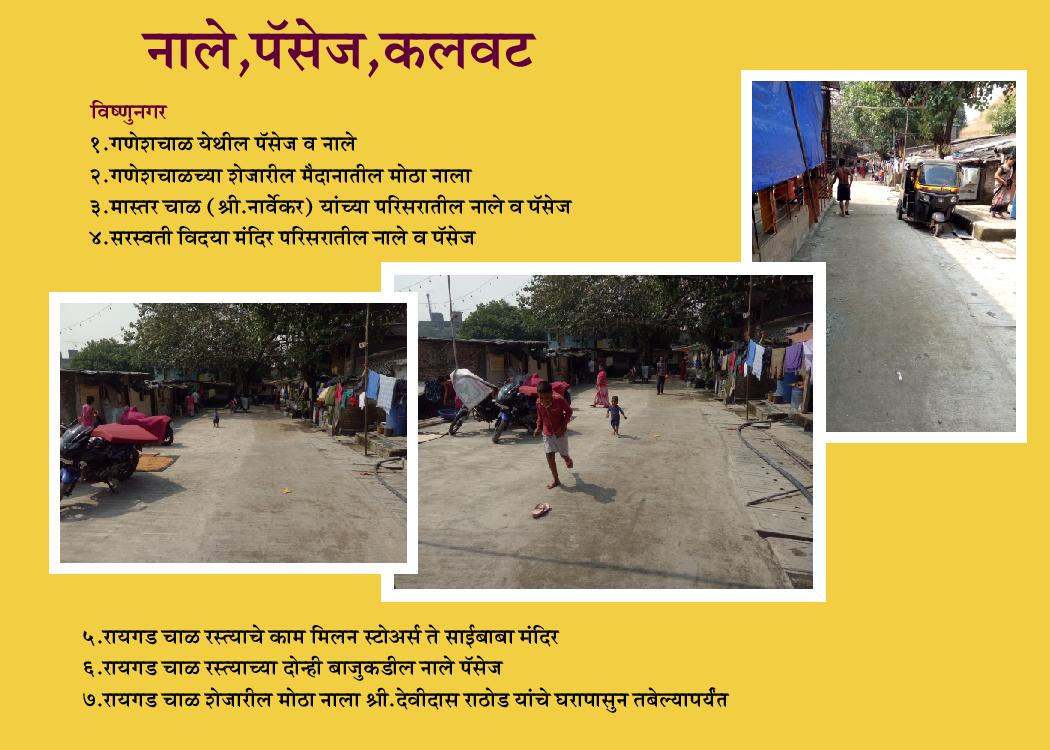 नाले,पॅसेज,कलवट
विष्णुनगर
१.गणेशचाळ येथील पॅसेज व नाले
२.गणेशचाळच्या शेजारील मैदानातील मोठा नाला
३.मास्तर चाळ (श्री.नार्वेकर) यांच्या परिसरातील नाले व पॅसेज
४.सरस्वती विदया मंदिर परिसरातील नाले व पॅसेज
५.रायगड चाळ रस्त्याचे काम मिलन स्टोअर्स ते साईबाबा मंदिर
६.रायगड चाळ रस्त्याच्या दोन्ही बाजुकडील नाले पॅसेज
७.रायगड चाळ शेजारील मोठा नाला श्री.देवीदास राठोड यांचे घरापासुन तबेल्यापर्यंत